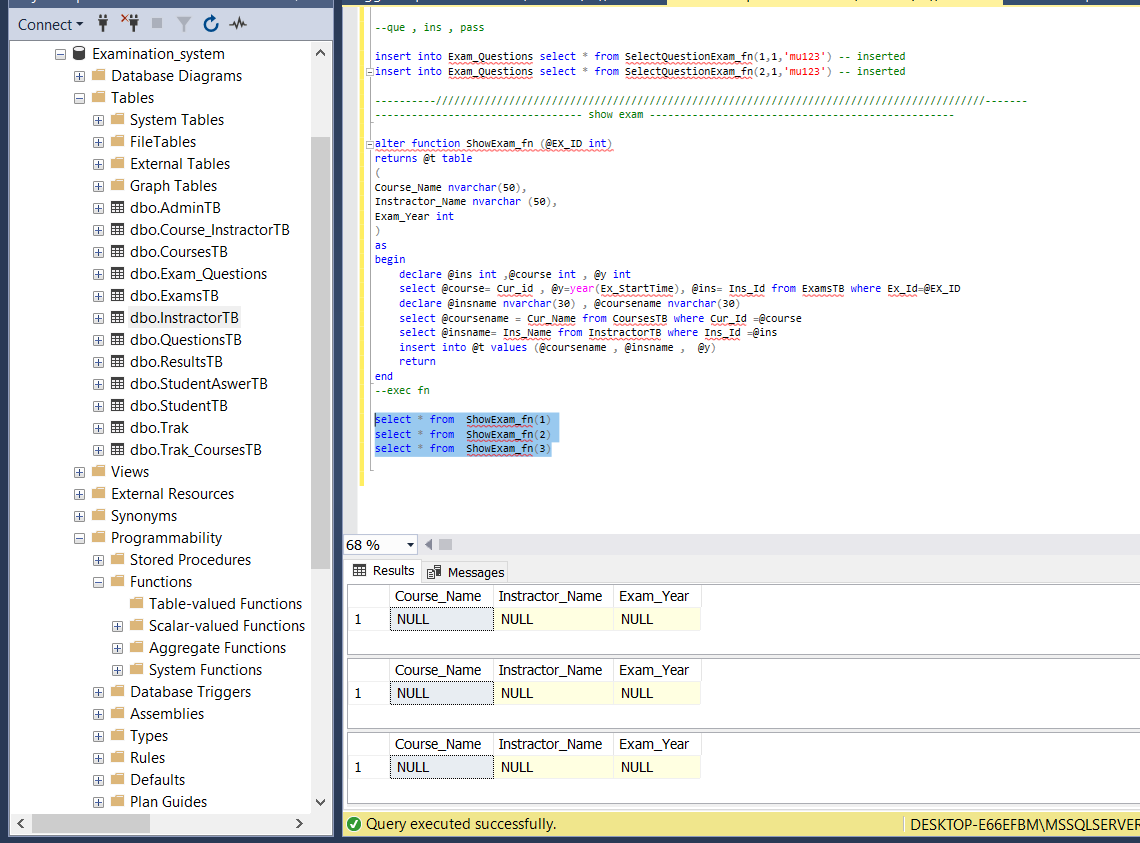 Connect
Examination_system
Database Diagrams
Tables
System Tables
FileTables
External Tables
Graph Tables
dbo.AdminTB
dbo.Course_InstractorTB
dbo.CoursesTB
dbo.Exam_Questions
dbo.ExamsTB
dbo.InstractorTB
dbo.QuestionsTB
dbo.ResultsTB
dbo.StudentAswerTB
dbo.StudentTB
dbo.Trak
dbo.Trak_CoursesTB
Views
External Resources
Synonyms
Programmability
Stored Procedures
Functions
Table-valued Functions
Scalar-valued Functions
Aggregate Functions
System Functions
Database Triggers
Assemblies
Types
Rules
Defaults
Plan Guides
--que , ins , pass
insert into Exam_Questions select * from SelectQuestionExam_fn(1,1,'mu123') -- inserted
insert into Exam_Questions select * from SelectQuestionExam_fn(2,1,'mu123') -- inserted
----------//////////////////////////////////////////////////////////////////////////////////////////-------
---------------------------------- show exam --------------------------------------------------
alter function ShowExam_fn (@EX_ID int)
returns @t table
(
Course_Name nvarchar(50),
Instractor_Name nvarchar (50),
Exam_Year int
)
as
begin
declare @ins int ,@course int , @y int
select @course= Cur_id , @y=year(Ex_StartTime), @ins= Ins_Id from ExamsTB where Ex_Id=@EX_ID
declare @insname nvarchar(30) , @coursename nvarchar(30)
select @coursename = Cur_Name from CoursesTB where Cur_Id =@course
select @insname= Ins_Name from InstractorTB where Ins_Id =@ins
insert into @t values (@coursename , @insname , @y)
return
end
--exec fn
select * from ShowExam_fn(1)
select * from ShowExam_fn(2)
select * from ShowExam_fn(3)
68 %
Results Messages
Course_Name Instractor_Name Exam_Year
1 NULL NULL NULL
Course_Name Instractor_Name Exam_Year
1 NULL NULL NULL
Course_Name Instractor_Name Exam_Year
1 NULL NULL NULL
Query executed successfully. DESKTOP-E66EFBM\MSSQLSERVER